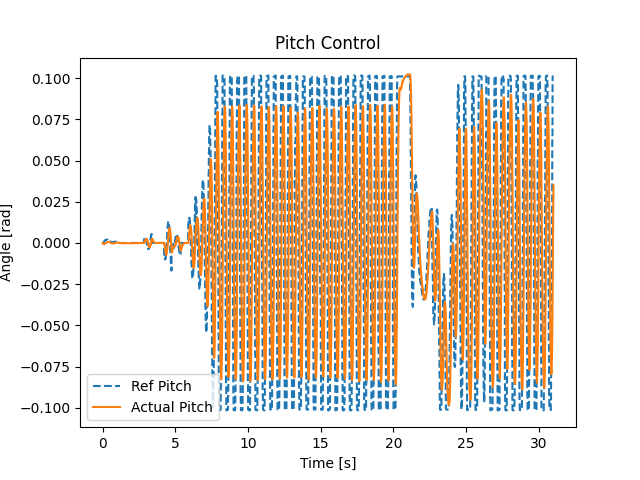 Pitch Control
Angle [rad]
0.100
0.075
0.050
0.025
0.000
−0.025
−0.050
−0.075
−0.100
Ref Pitch
Actual Pitch
0 5 10 15 20 25 30
Time [s]